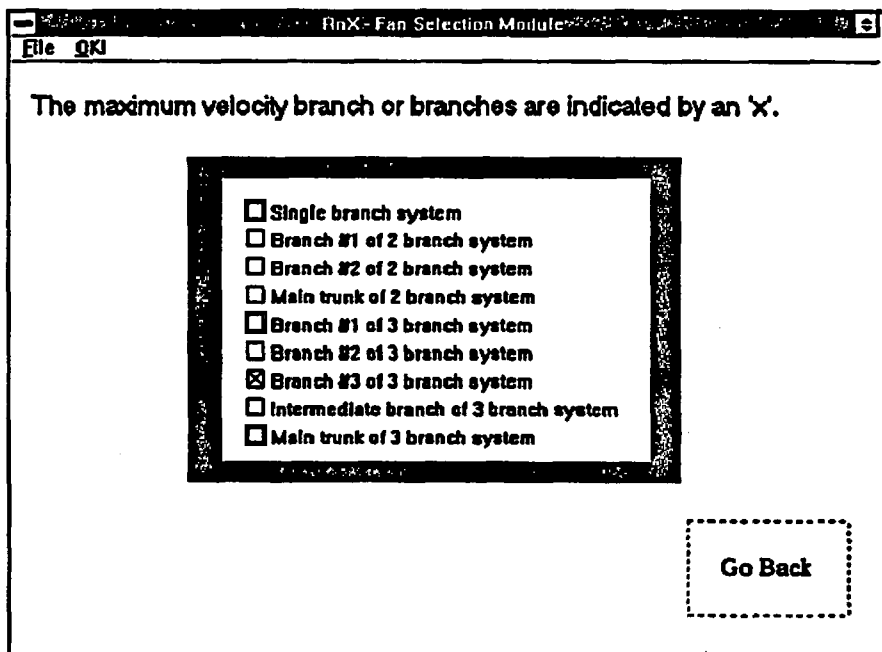 RnX - Fan Selection Module
File OK!
The maximum velocity branch or branches are indicated by an 'x'.
Single branch system
Branch #1 of 2 branch system
Branch #2 of 2 branch system
Main trunk of 2 branch system
Branch #1 of 3 branch system
Branch #2 of 3 branch system
Branch #3 of 3 branch system
Intermediate branch of 3 branch system
Main trunk of 3 branch system
Go Back